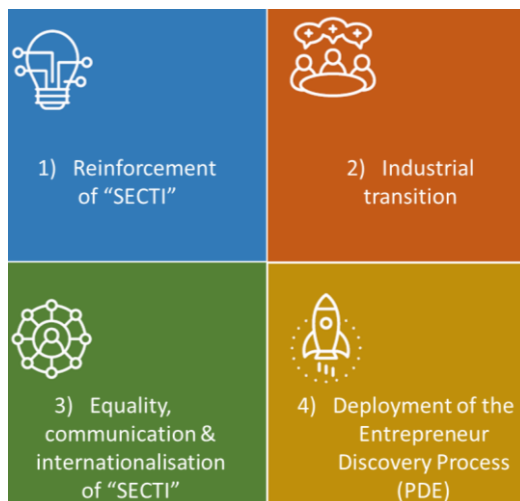 1) Reinforcement
of “SECTI”
2) Industrial
transition
3) Equality,
communication &
internationalisation
of “SECTI”
4) Deployment of the
Entrepreneur
Discovery Process
(PDE)